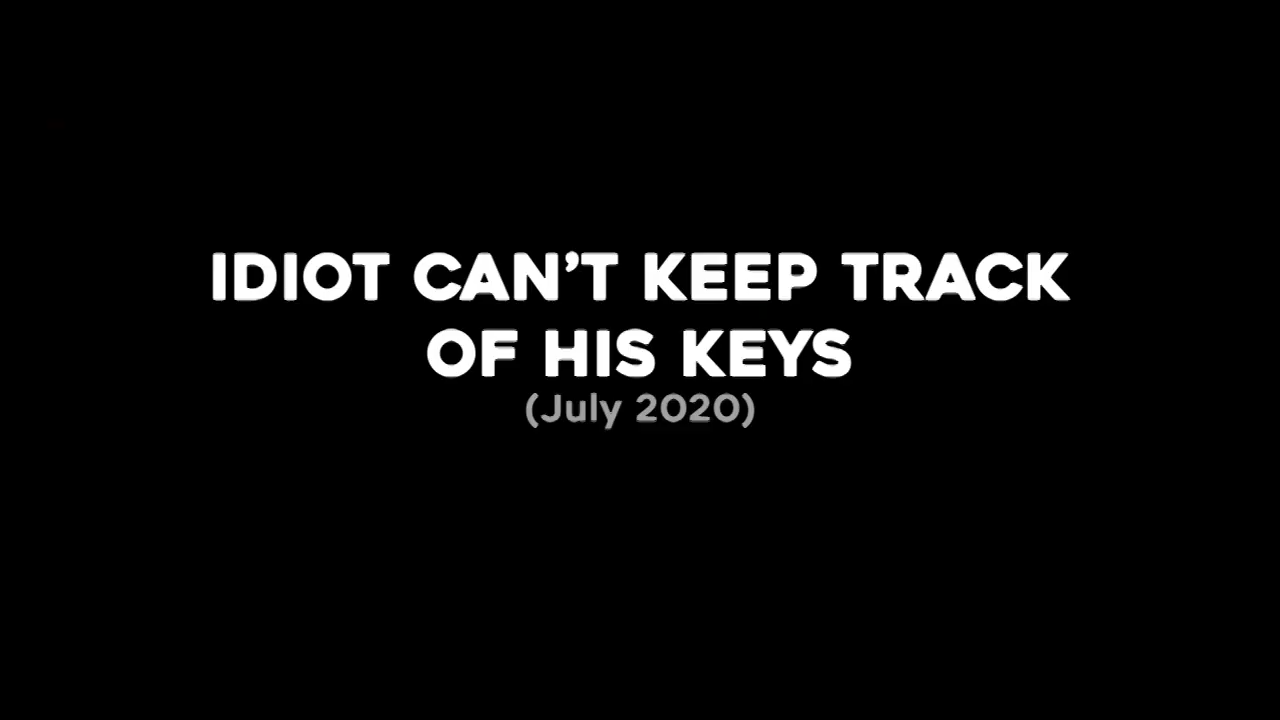 IDIOT CAN’T KEEP TRACK
OF HIS KEYS
(July 2020)